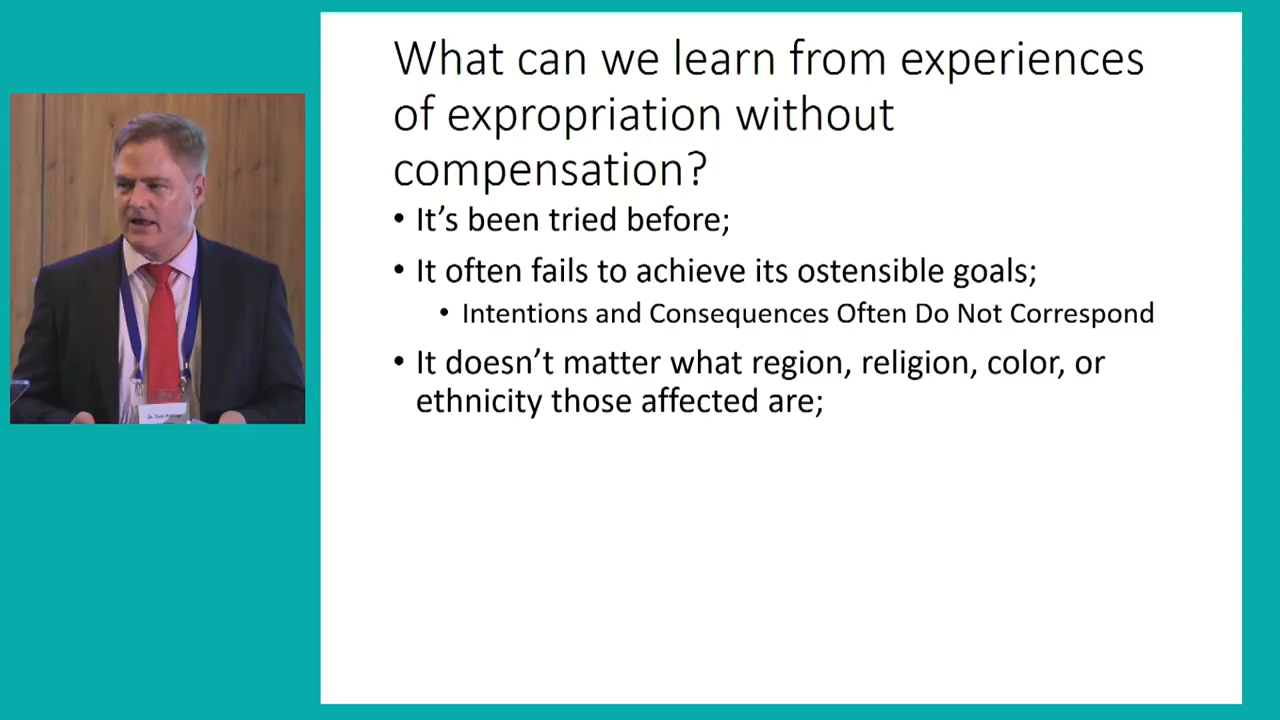 What can we learn from experiences
of expropriation without
compensation?
• It's been tried before;
• It often fails to achieve its ostensible goals;
• Intentions and Consequences Often Do Not Correspond
• It doesn't matter what region, religion, color, or
ethnicity those affected are;
Dr. Tom